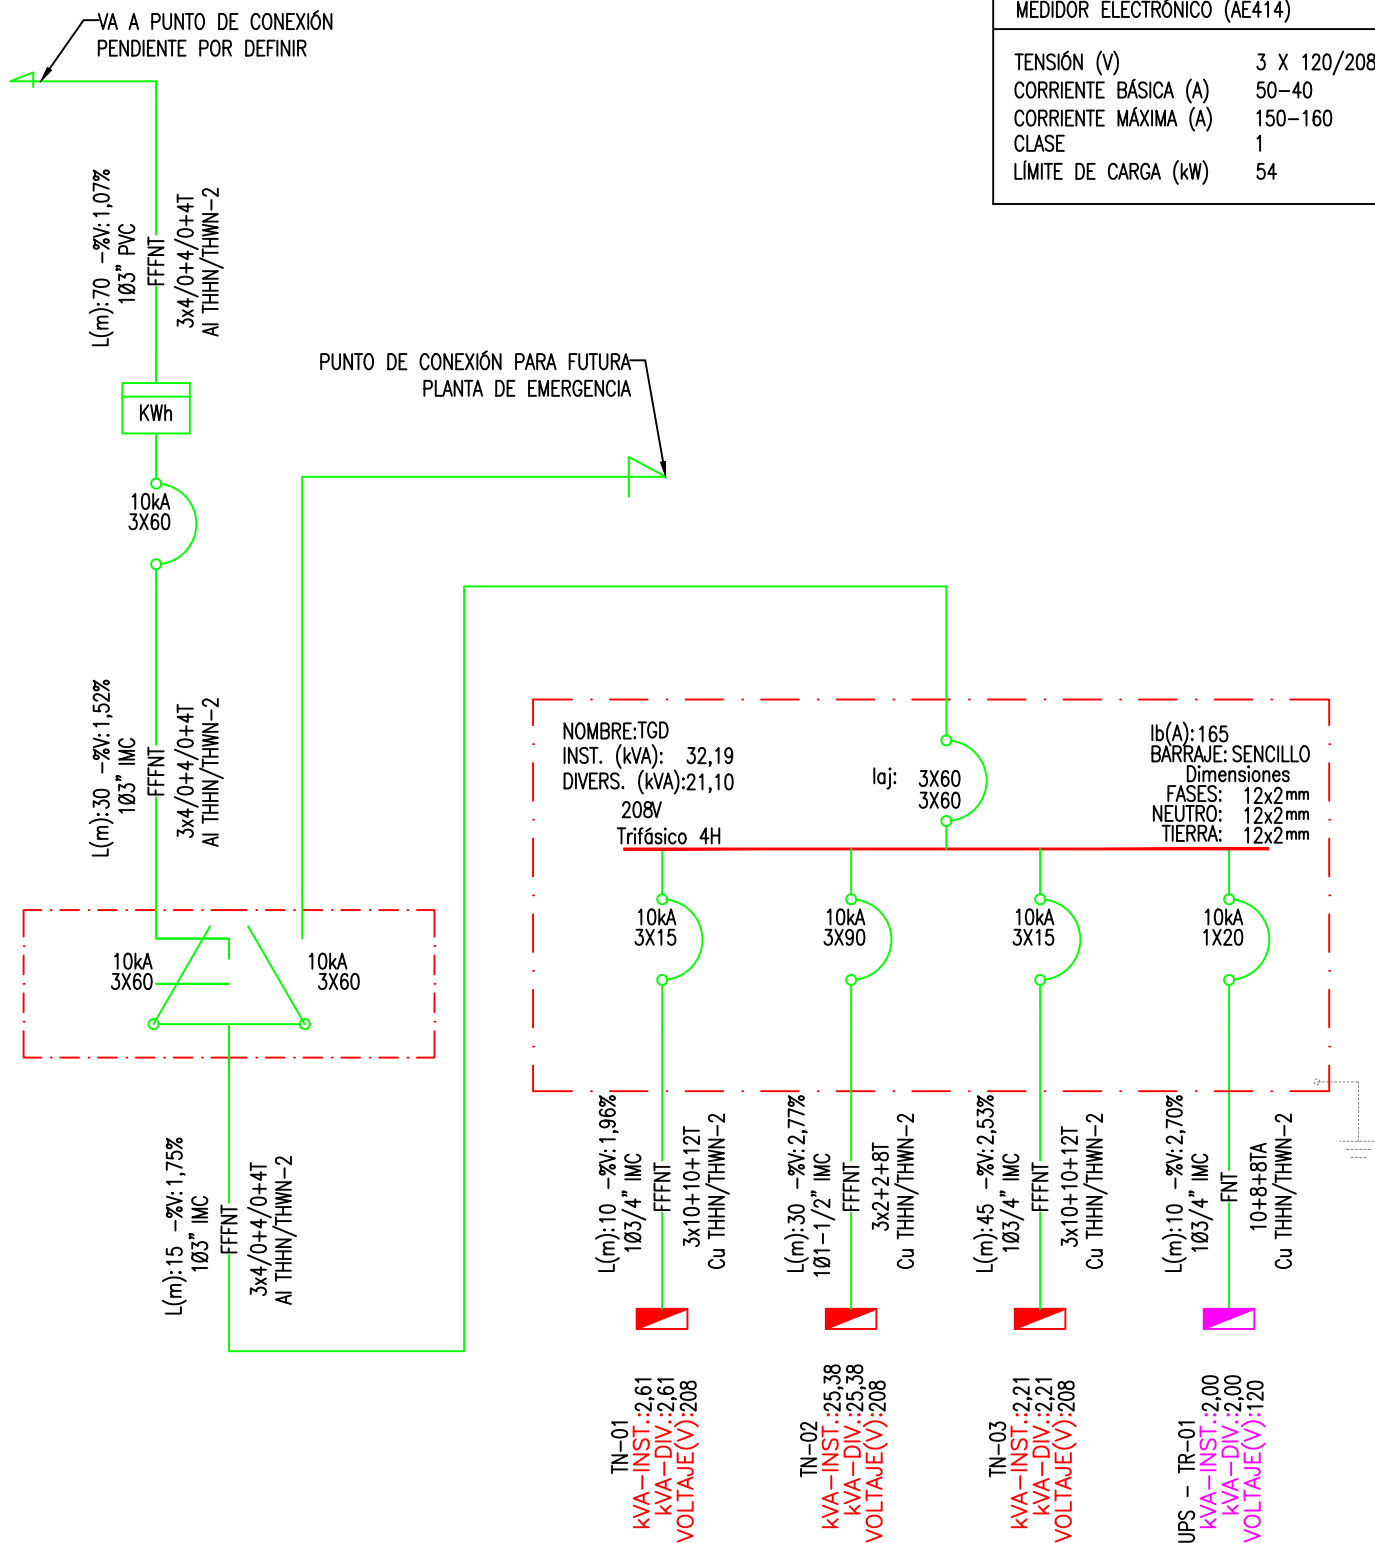 VA A PUNTO DE CONEXIÓN
PENDIENTE POR DEFINIR
MEDIDOR ELECTRÓNICO (AE414)
TENSIÓN (V) 3 X 120/208
CORRIENTE BÁSICA (A) 50-40
CORRIENTE MÁXIMA (A) 150-160
CLASE 1
LÍMITE DE CARGA (kW) 54
L(m):70 -%V:1,07%
1Ø3" PVC
FFFNT
3x4/0+4/0+4T
Al THHN/THWN-2
KWh
PUNTO DE CONEXIÓN PARA FUTURA
PLANTA DE EMERGENCIA
10kA
3X60
L(m):30 -%V:1,52%
1Ø3" IMC
FFFNT
3x4/0+4/0+4T
Al THHN/THWN-2
10kA
3X60
10kA
3X60
L(m):15 -%V:1,75%
1Ø3" IMC
FFFNT
3x4/0+4/0+4T
Al THHN/THWN-2
NOMBRE:TGD
INST. (kVA): 32,19
DIVERS. (kVA):21,10
208V
Trifásico 4H
Iaj: 3X60
3X60
Ib(A):165
BARRAJE: SENCILLO
Dimensiones
FASES: 12x2mm
NEUTRO: 12x2mm
TIERRA: 12x2mm
10kA
3X15
10kA
3X90
10kA
3X15
10kA
1X20
L(m):10 -%V:1,96%
1Ø3/4" IMC
FFFNT
3x10+10+12T
Cu THHN/THWN-2
L(m):30 -%V:2,77%
1Ø1-1/2" IMC
FFFNT
3x2+2+8T
Cu THHN/THWN-2
L(m):45 -%V:2,53%
1Ø3/4" IMC
FFFNT
3x10+10+12T
Cu THHN/THWN-2
L(m):10 -%V:2,70%
1Ø3/4" IMC
FNT
10+8+8TA
Cu THHN/THWN-2
TN-01
kVA-INST.:2,61
kVA-DIV.:2,61
VOLTAJE(V):208
TN-02
kVA-INST.:25,38
kVA-DIV.:25,38
VOLTAJE(V):208
TN-03
kVA-INST.:2,21
kVA-DIV.:2,21
VOLTAJE(V):208
UPS - TR-01
kVA-INST.:2,00
kVA-DIV.:2,00
VOLTAJE(V):120